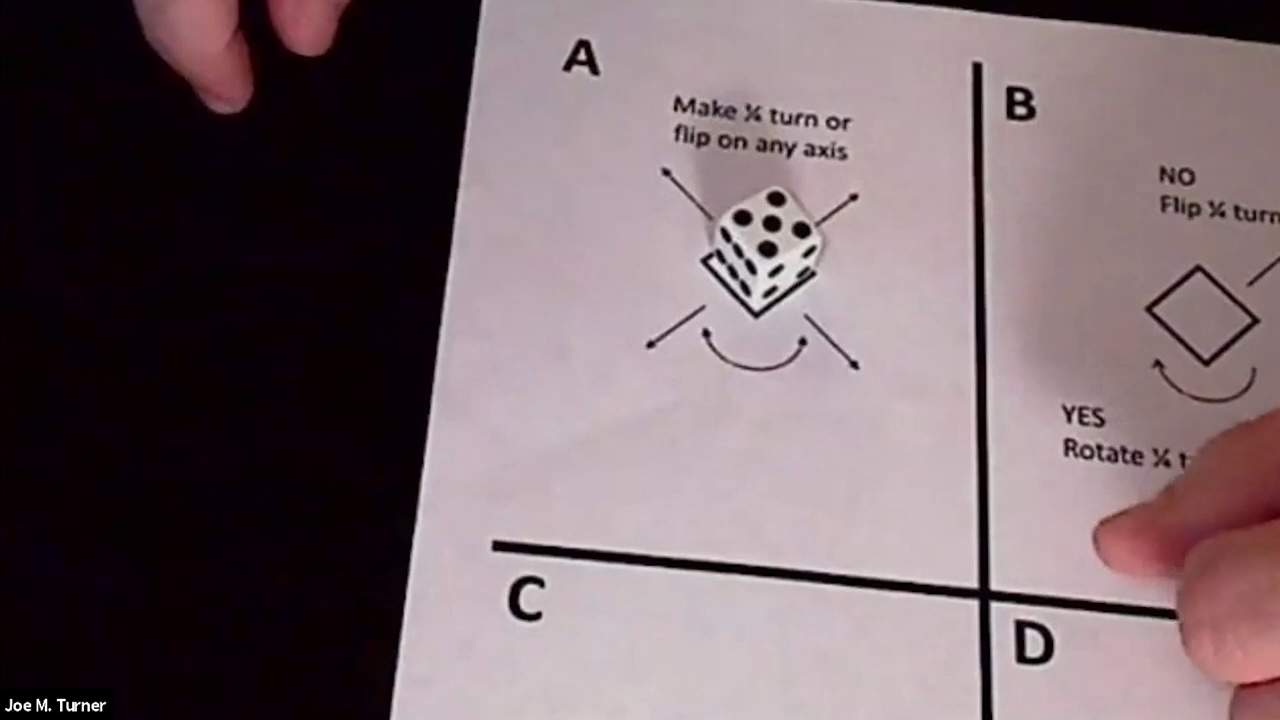 A
Make ¼ turn or
flip on any axis
B
NO
Flip ¼ turn
YES
Rotate ¼ t
C
D
Joe M. Turner